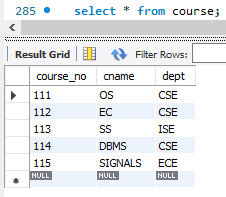 285 select * from course;
Result Grid Filter Rows:
course_no cname dept
111 OS CSE
112 EC CSE
113 SS ISE
114 DBMS CSE
115 SIGNALS ECE
NULL NULL NULL